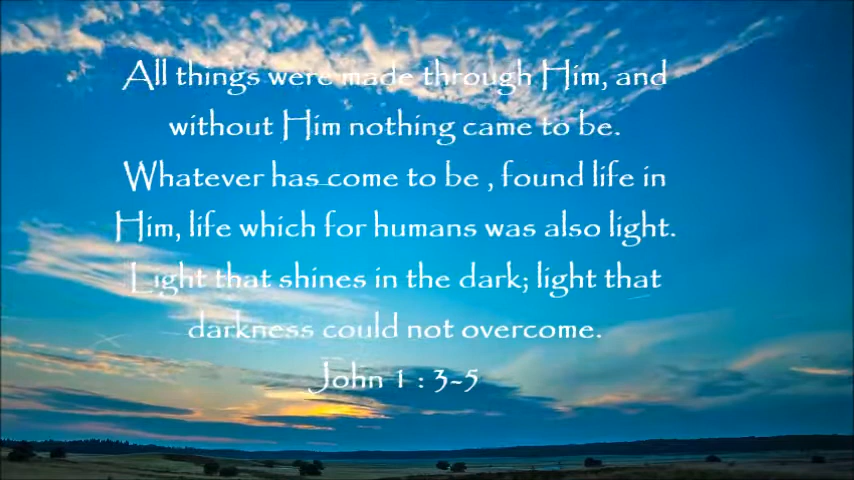 All things were made through Him, and
without Him nothing came to be.
Whatever has come to be , found life in
Him, life which for humans was also light.
Light that shines in the dark; light that
darkness could not overcome.
John 1 : 3-5